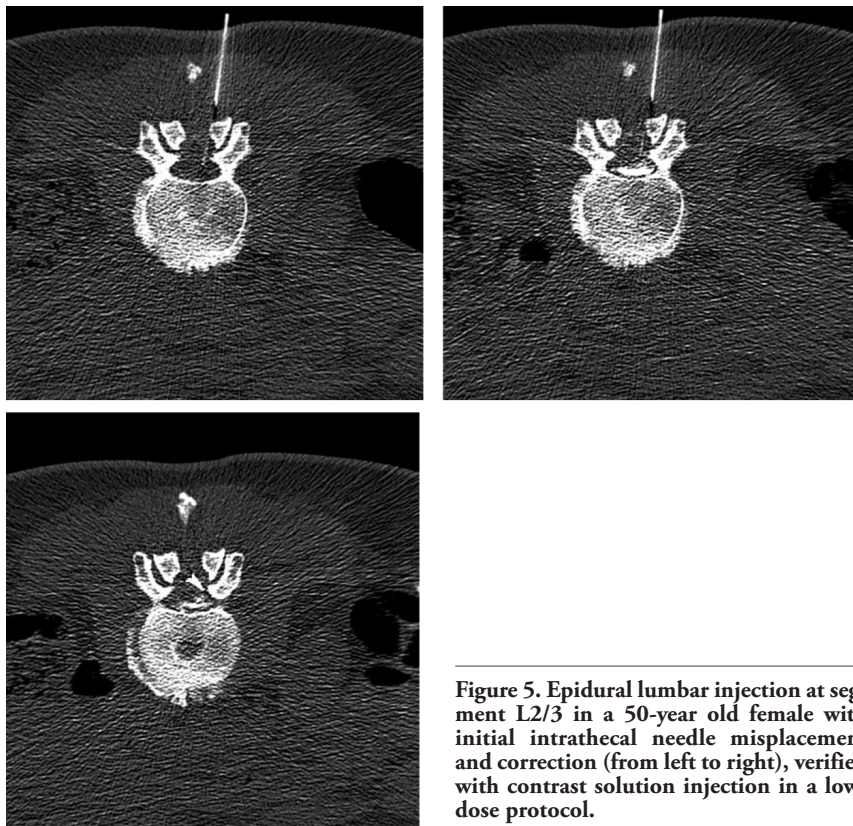 Figure 5. Epidural lumbar injection at seg
ment L2/3 in a 50-year old female wit
initial intrathecal needle misplacemen
and correction (from left to right), verifie
with contrast solution injection in a low
dose protocol.